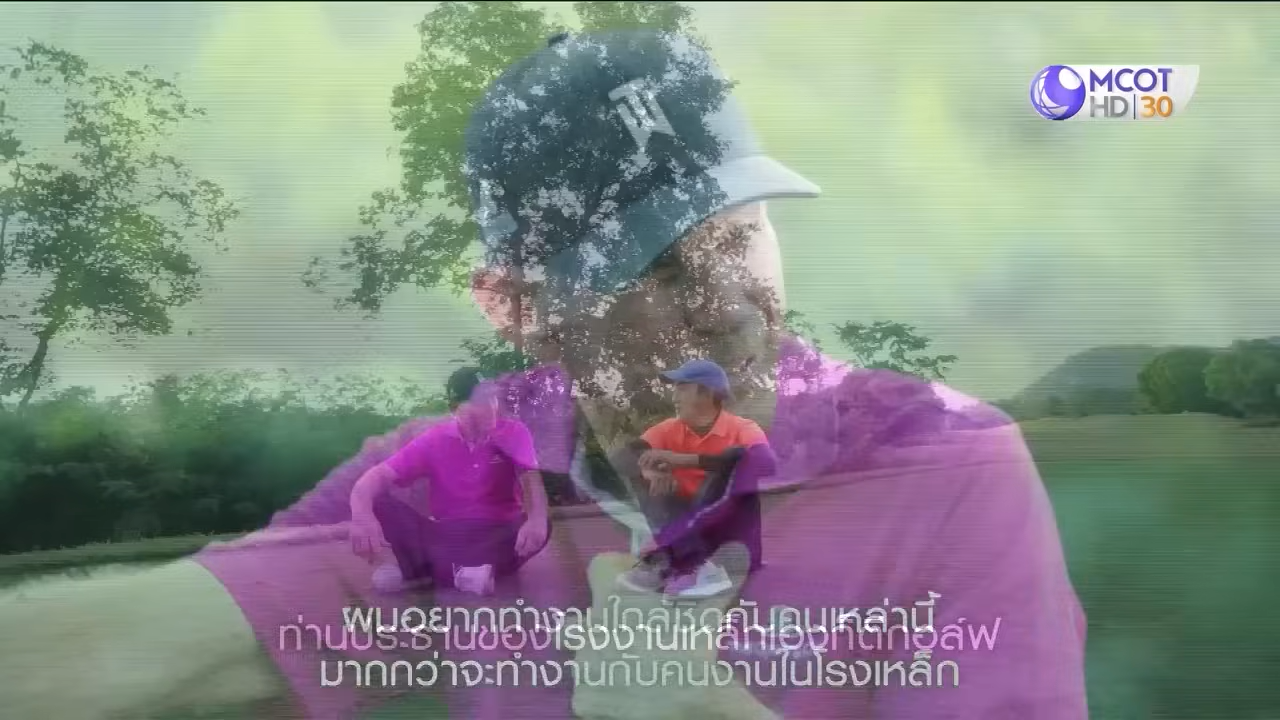 MCOT
HD 30
TW
ผมอยากทำงานใกล้ชิดกับคนเหล่านี้
ท่านประธานของโรงงานเหล็กเองก็ตีกอล์ฟ
มากกว่าจะทำงานกับคนงานในโรงเหล็ก